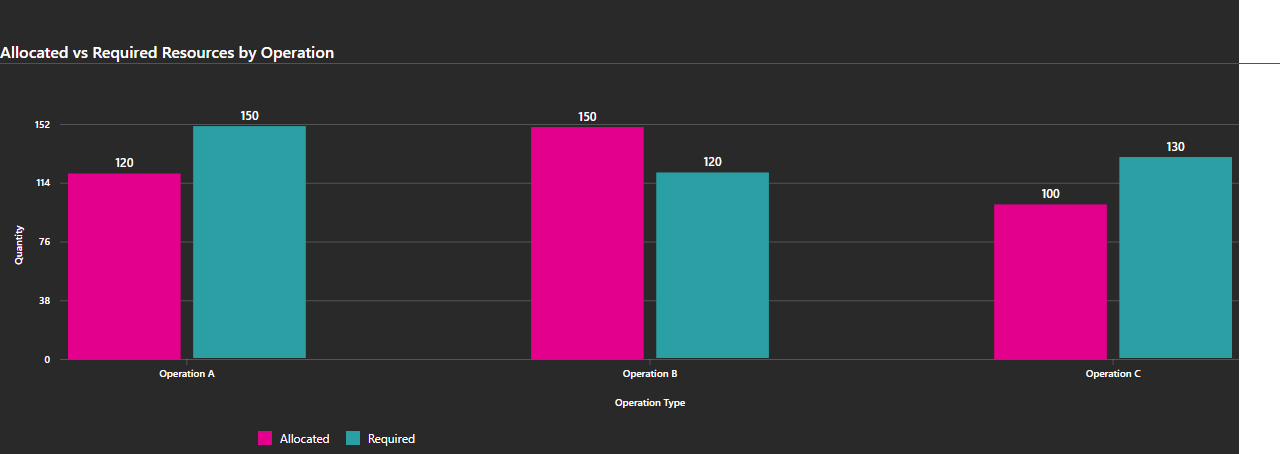 Allocated vs Required Resources by Operation
150
150
152
120
120
130
114
100
76
Quantity
38
0
Operation A
Operation B
Operation C
Operation Type
Allocated
Required